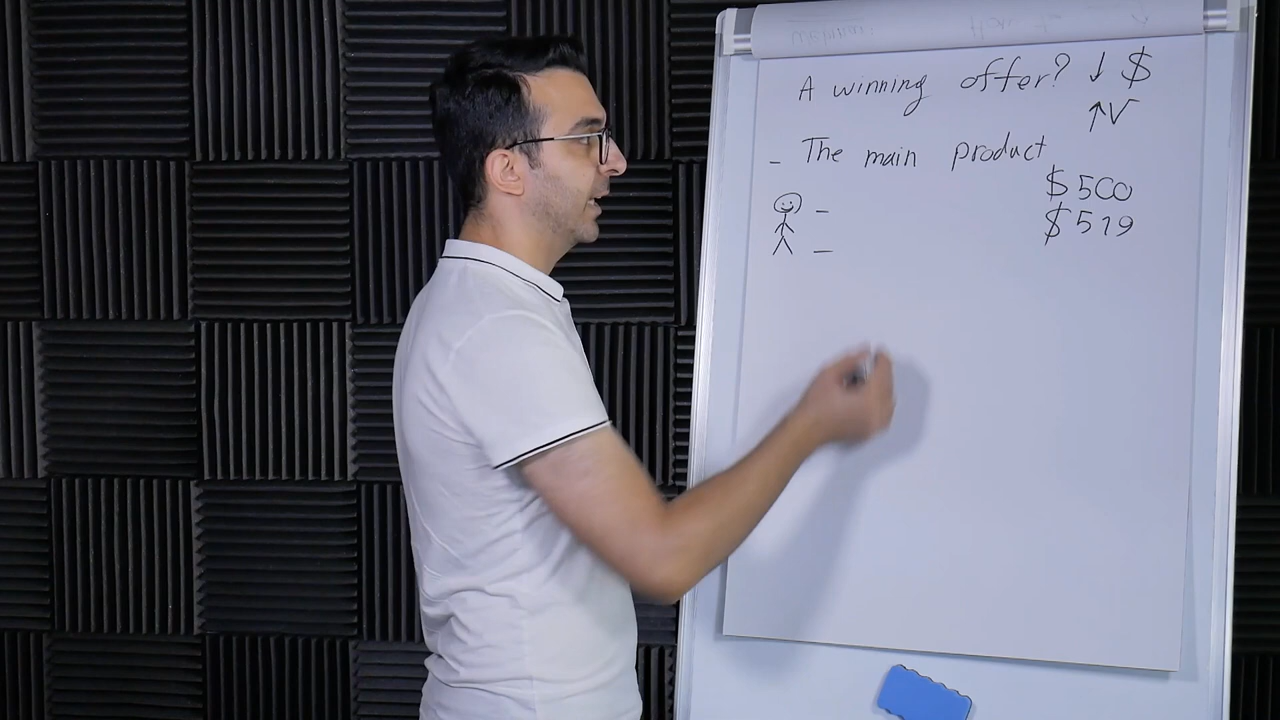 A winning offer? ↓ $
↑V
- The main product
$500
-
$519
-